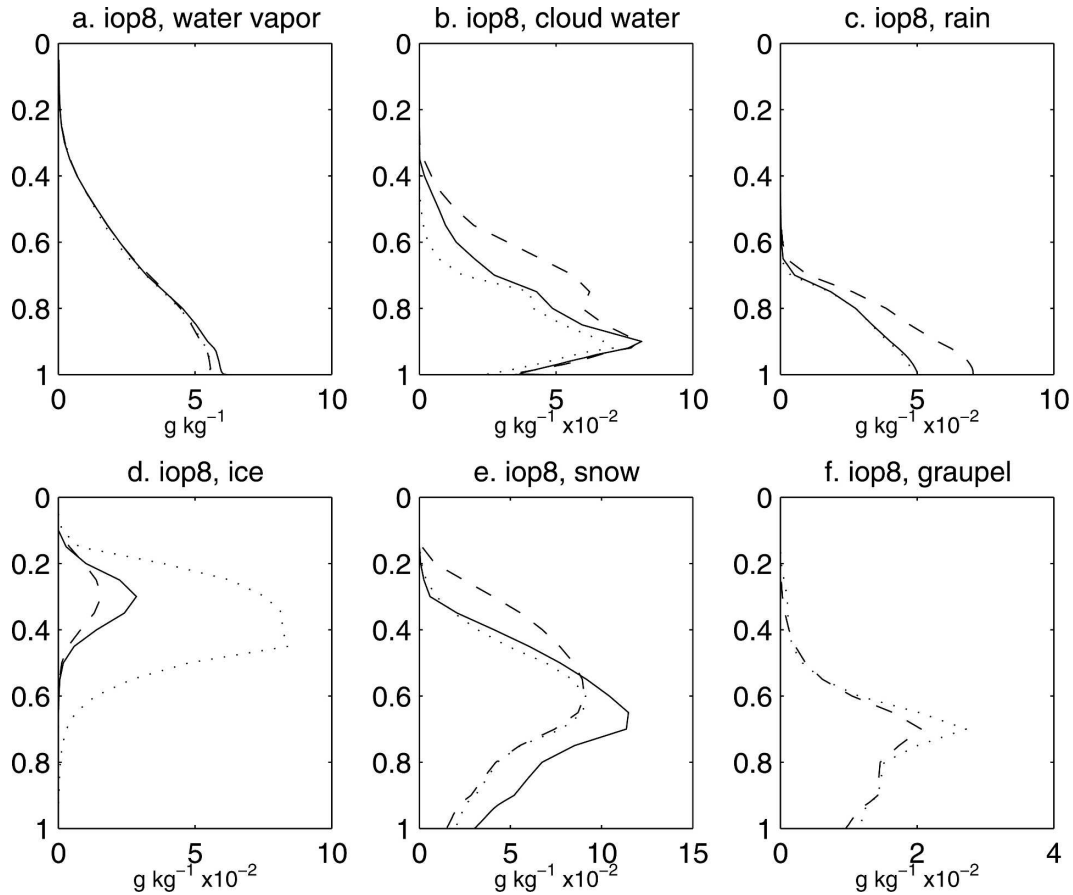 a. iop8, water vapor
0
0.2
0.4
0.6
0.8
1
0 5 10
g kg⁻¹
b. iop8, cloud water
0
0.2
0.4
0.6
0.8
1
0 5 10
g kg⁻¹ x10⁻²
c. iop8, rain
0
0.2
0.4
0.6
0.8
1
0 5 10
g kg⁻¹ x10⁻²
d. iop8, ice
0
0.2
0.4
0.6
0.8
1
0 5 10
g kg⁻¹ x10⁻²
e. iop8, snow
0
0.2
0.4
0.6
0.8
1
0 5 10 15
g kg⁻¹ x10⁻²
f. iop8, graupel
0
0.2
0.4
0.6
0.8
1
0 2 4
g kg⁻¹ x10⁻²